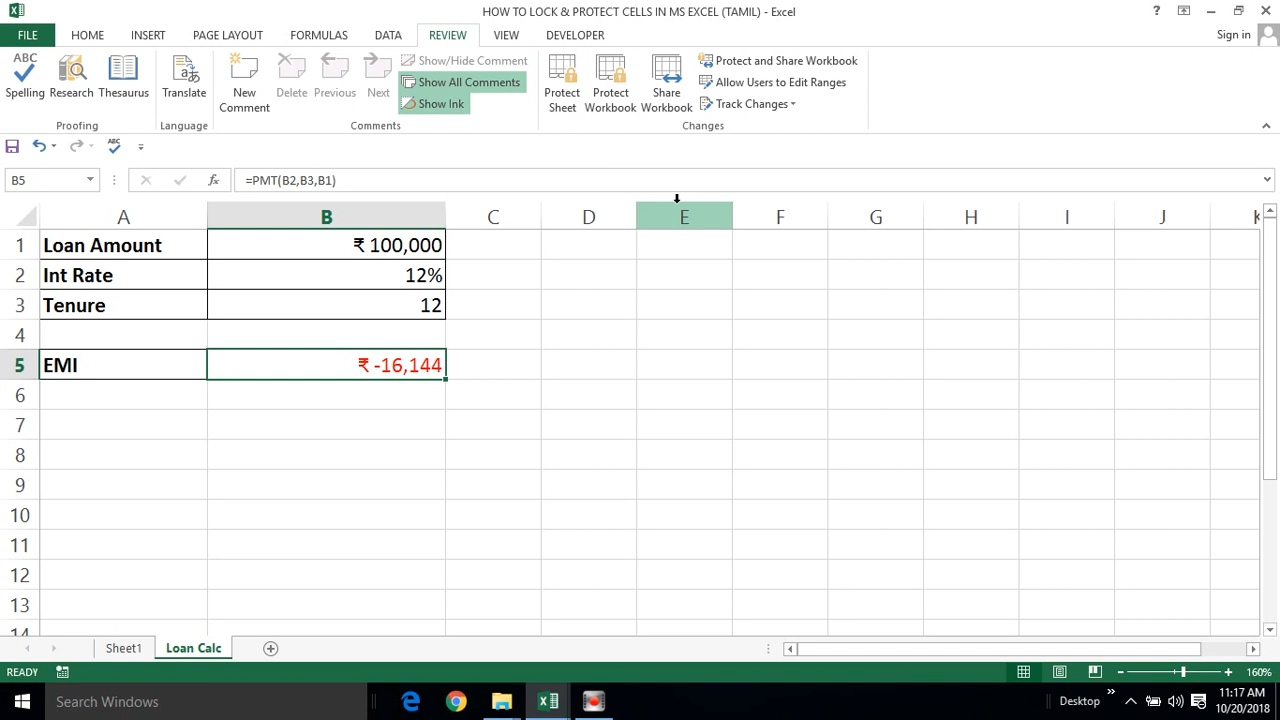 HOW TO LOCK & PROTECT CELLS IN MS EXCEL (TAMIL) - Excel
FILE HOME INSERT PAGE LAYOUT FORMULAS DATA REVIEW VIEW DEVELOPER Sign in
ABC
Spelling Research Thesaurus
Proofing
Translate
Language
New Comment Delete Previous Next
Show/Hide Comment
Show All Comments
Show Ink
Comments
Protect Sheet Protect Workbook Share Workbook
Protect and Share Workbook
Allow Users to Edit Ranges
Track Changes
Changes
ABC
B5 fx =PMT(B2,B3,B1)
A B C D E F G H I J K
1 Loan Amount ₹ 100,000
2 Int Rate 12%
3 Tenure 12
4
5 EMI ₹ -16,144
6
7
8
9
10
11
12
13
14
Sheet1 Loan Calc
READY 160%
Search Windows Desktop 11:17 AM
10/20/2018